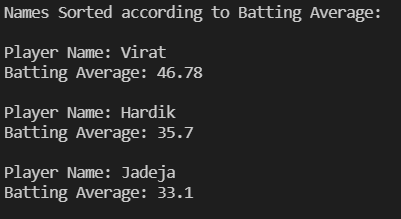 Names Sorted according to Batting Average:
Player Name: Virat
Batting Average: 46.78
Player Name: Hardik
Batting Average: 35.7
Player Name: Jadeja
Batting Average: 33.1